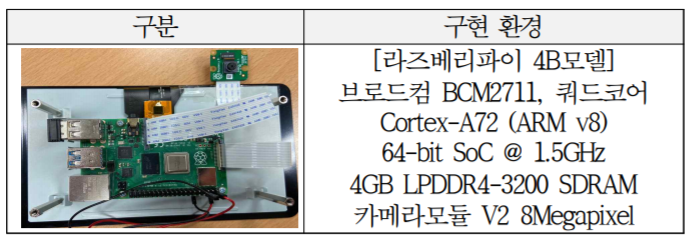 구분
구현 환경
[라즈베리파이 4B모델]
브로드컴 BCM2711, 쿼드코어
Cortex-A72 (ARM v8)
64-bit SoC @ 1.5GHz
4GB LPDDR4-3200 SDRAM
카메라모듈 V2 8Megapixel